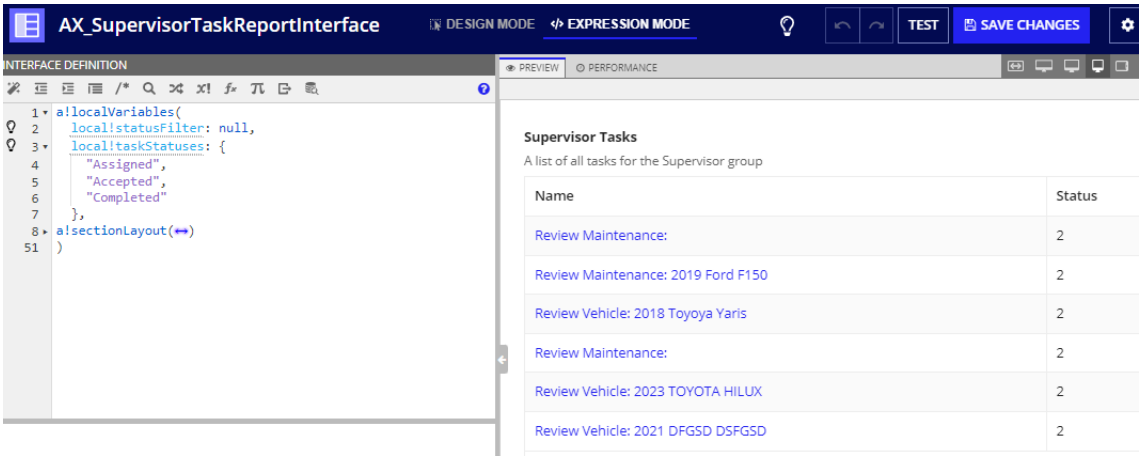 AX_SupervisorTaskReportInterface
DESIGN MODE
</> EXPRESSION MODE
TEST
SAVE CHANGES
INTERFACE DEFINITION
PREVIEW
PERFORMANCE
1 a!localVariables(
2 local!statusFilter: null,
3 local!taskStatuses: {
4 "Assigned",
5 "Accepted",
6 "Completed"
7 },
8 a!sectionLayout(↔)
51 )
Supervisor Tasks
A list of all tasks for the Supervisor group
Name Status
Review Maintenance: 2
Review Maintenance: 2019 Ford F150 2
Review Vehicle: 2018 Toyoya Yaris 2
Review Maintenance: 2
Review Vehicle: 2023 TOYOTA HILUX 2
Review Vehicle: 2021 DFGSD DSFGSD 2